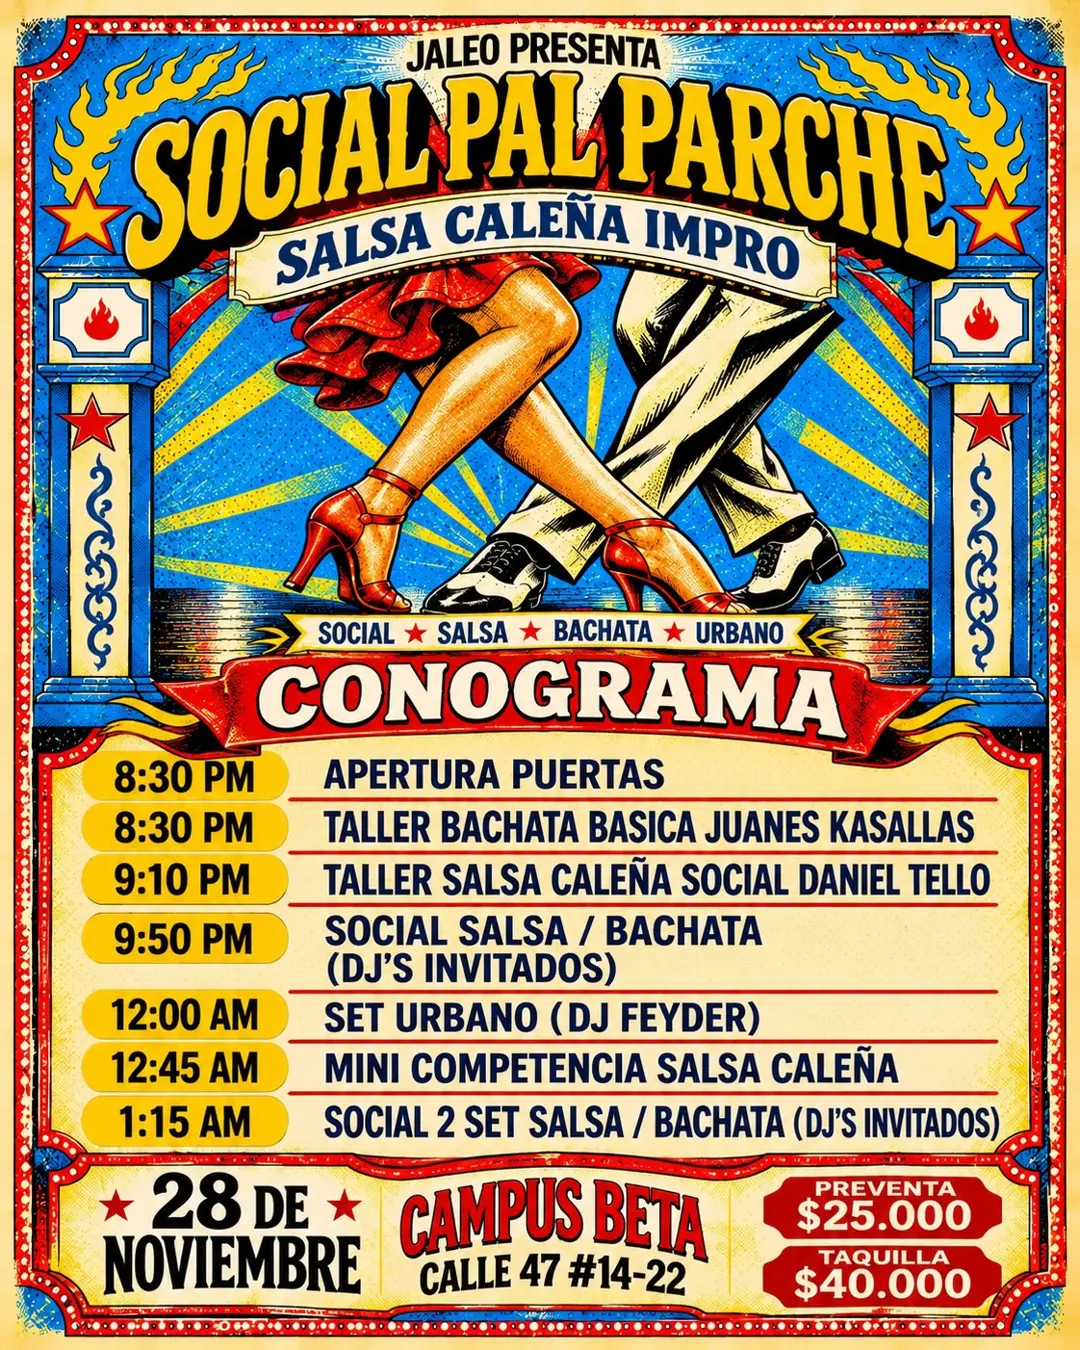 JALEO PRESENTA
SOCIAL PAL PARCHE
SALSA CALEÑA IMPRO
SOCIAL ★ SALSA ★ BACHATA ★ URBANO
CONOGRAMA
8:30 PM APERTURA PUERTAS
8:30 PM TALLER BACHATA BASICA JUANES KASALLAS
9:10 PM TALLER SALSA CALEÑA SOCIAL DANIEL TELLO
9:50 PM SOCIAL SALSA / BACHATA
(DJ'S INVITADOS)
12:00 AM SET URBANO (DJ FEYDER)
12:45 AM MINI COMPETENCIA SALSA CALEÑA
1:15 AM SOCIAL 2 SET SALSA / BACHATA (DJ'S INVITADOS)
★ 28 DE ★
NOVIEMBRE
CAMPUS BETA
CALLE 47 #14-22
PREVENTA
$25.000
TAQUILLA
$40.000